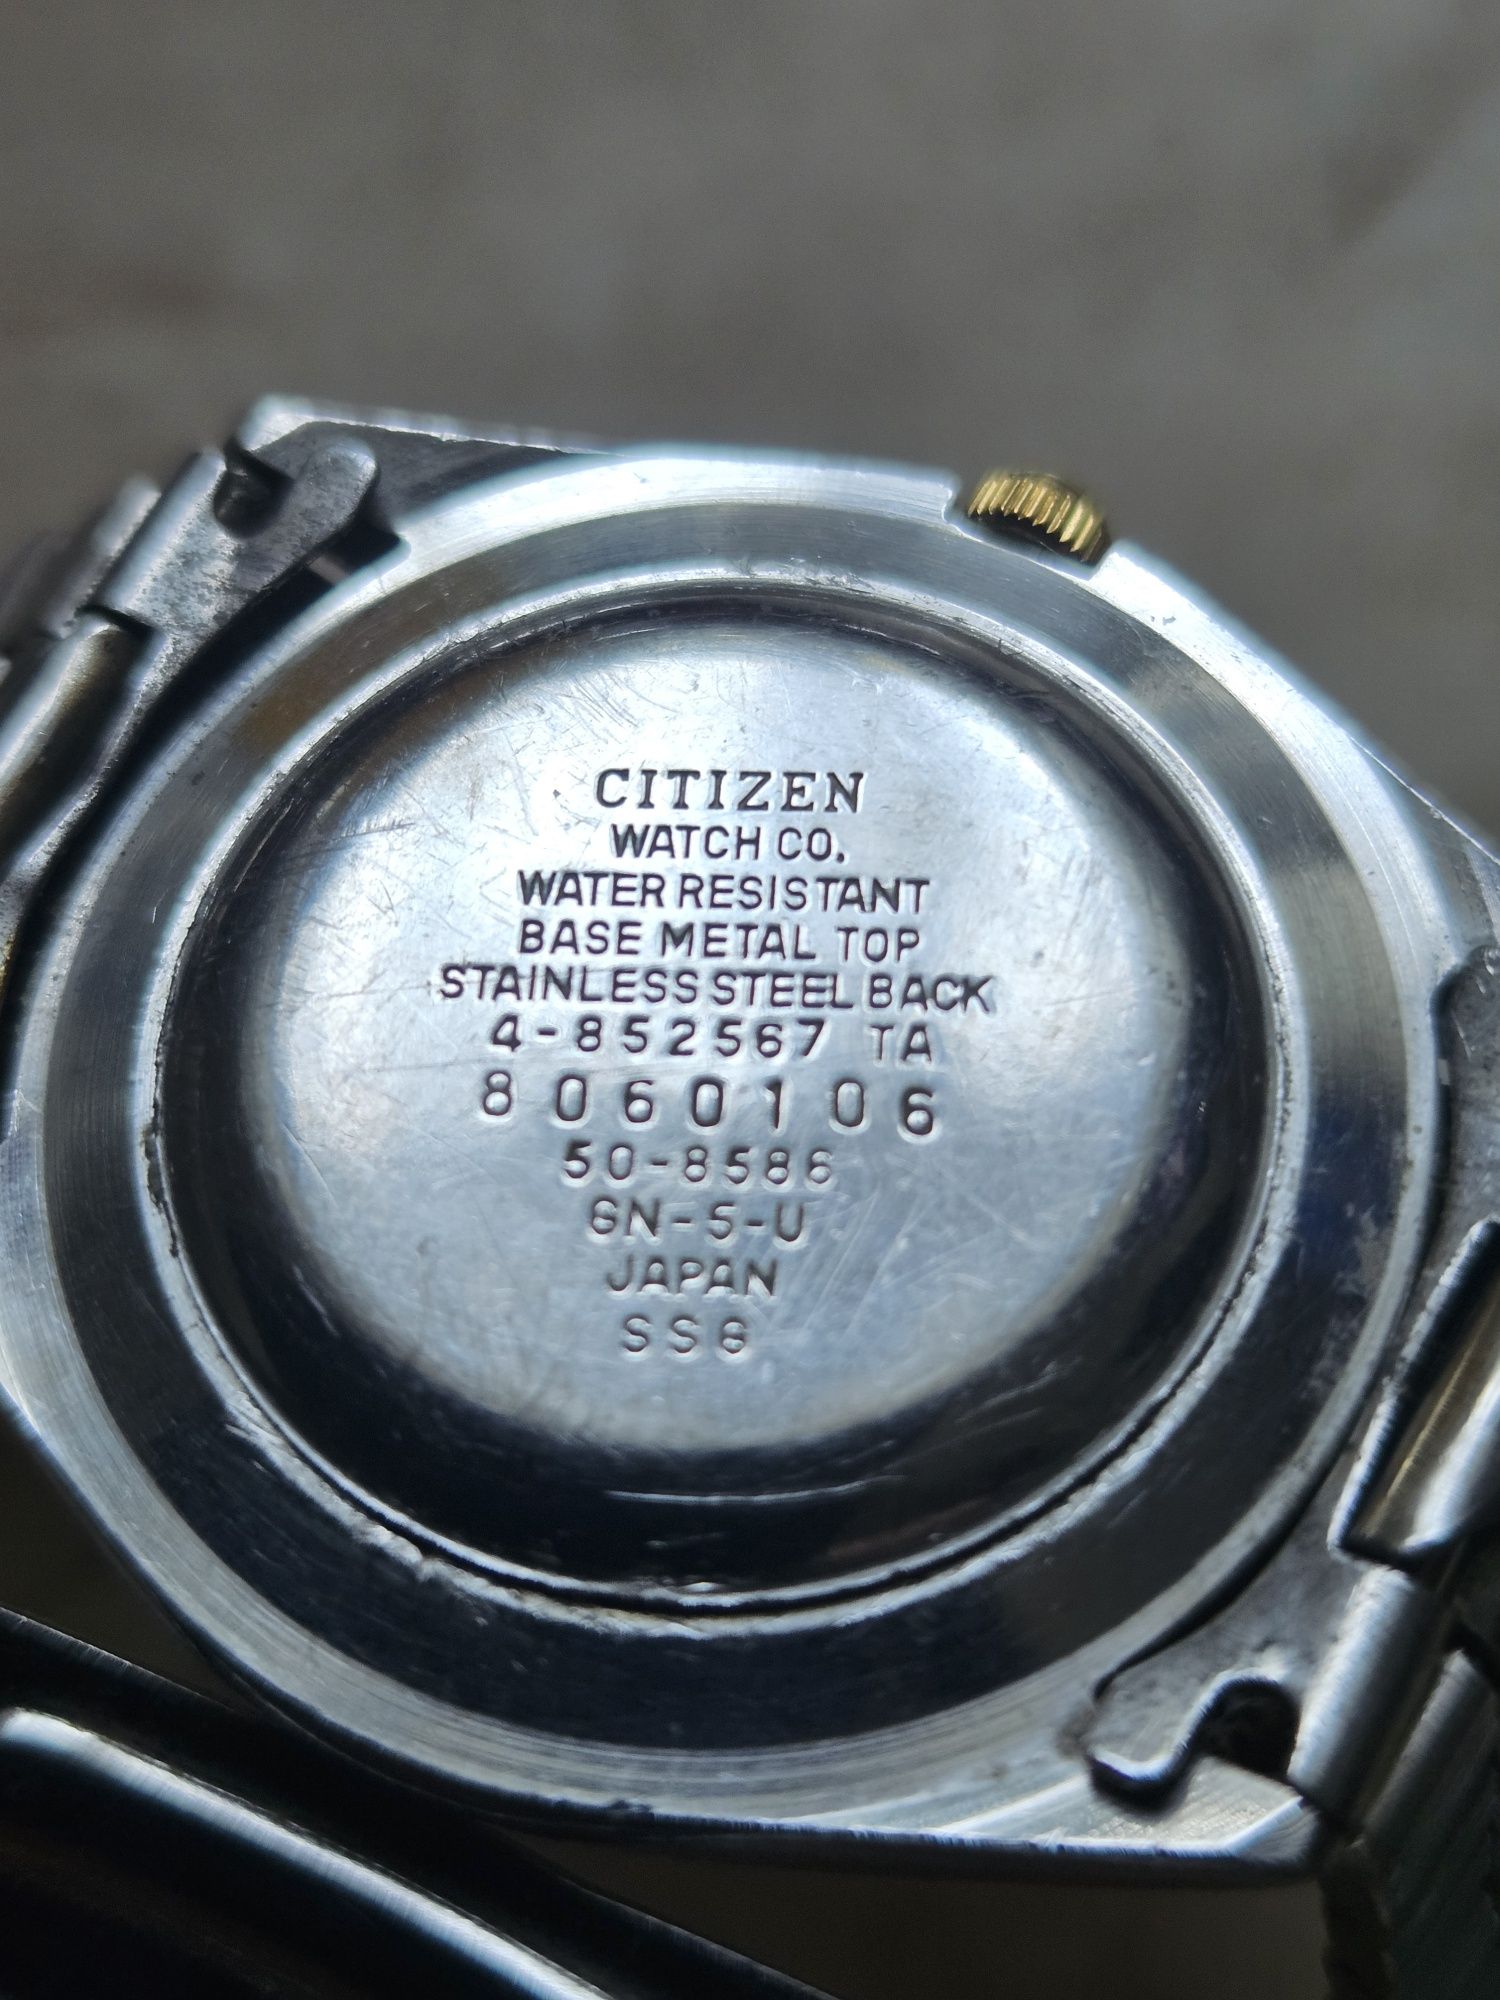 CITIZEN
WATCH CO.
WATER RESISTANT
BASE METAL TOP
STAINLESS STEEL BACK
4-852567 TA
8060106
50-8586
GN-5-U
JAPAN
SSG